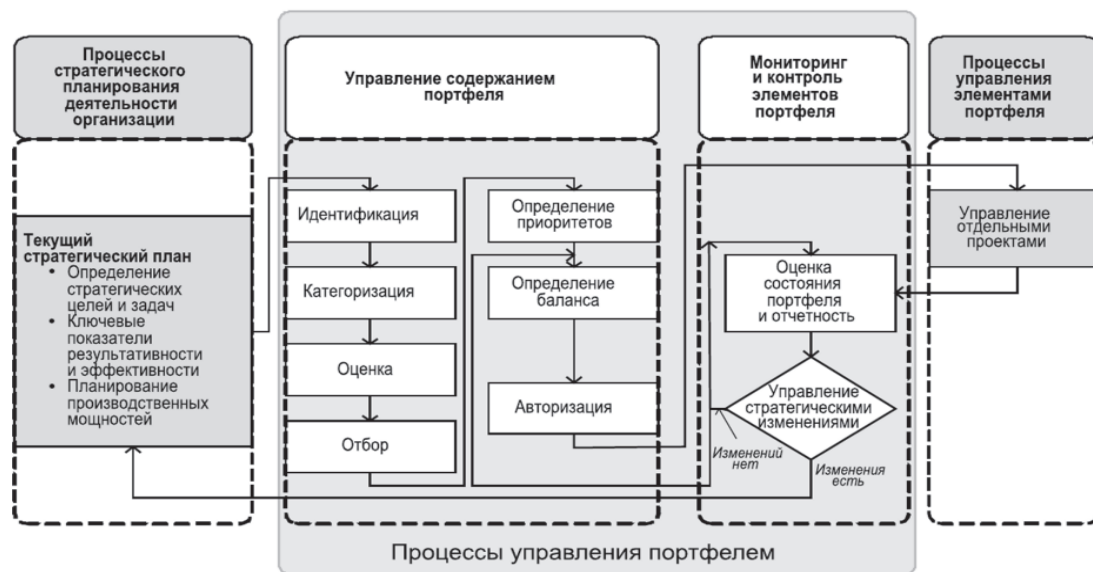 Процессы
стратегического
планирования
деятельности
организации
Управление содержанием
портфеля
Мониторинг
и контроль
элементов
портфеля
Процессы
управления
элементами
портфеля
Текущий
стратегический план
• Определение
стратегических
целей и задач
• Ключевые
показатели
результативности
и эффективности
• Планирование
производственных
мощностей
Идентификация
Категоризация
Оценка
Отбор
Определение
приоритетов
Определение
баланса
Авторизация
Оценка
состояния
портфеля
и отчетность
Управление
стратегическими
изменениями
Изменений
нет
Изменения
есть
Управление
отдельными
проектами
Процессы управления портфелем